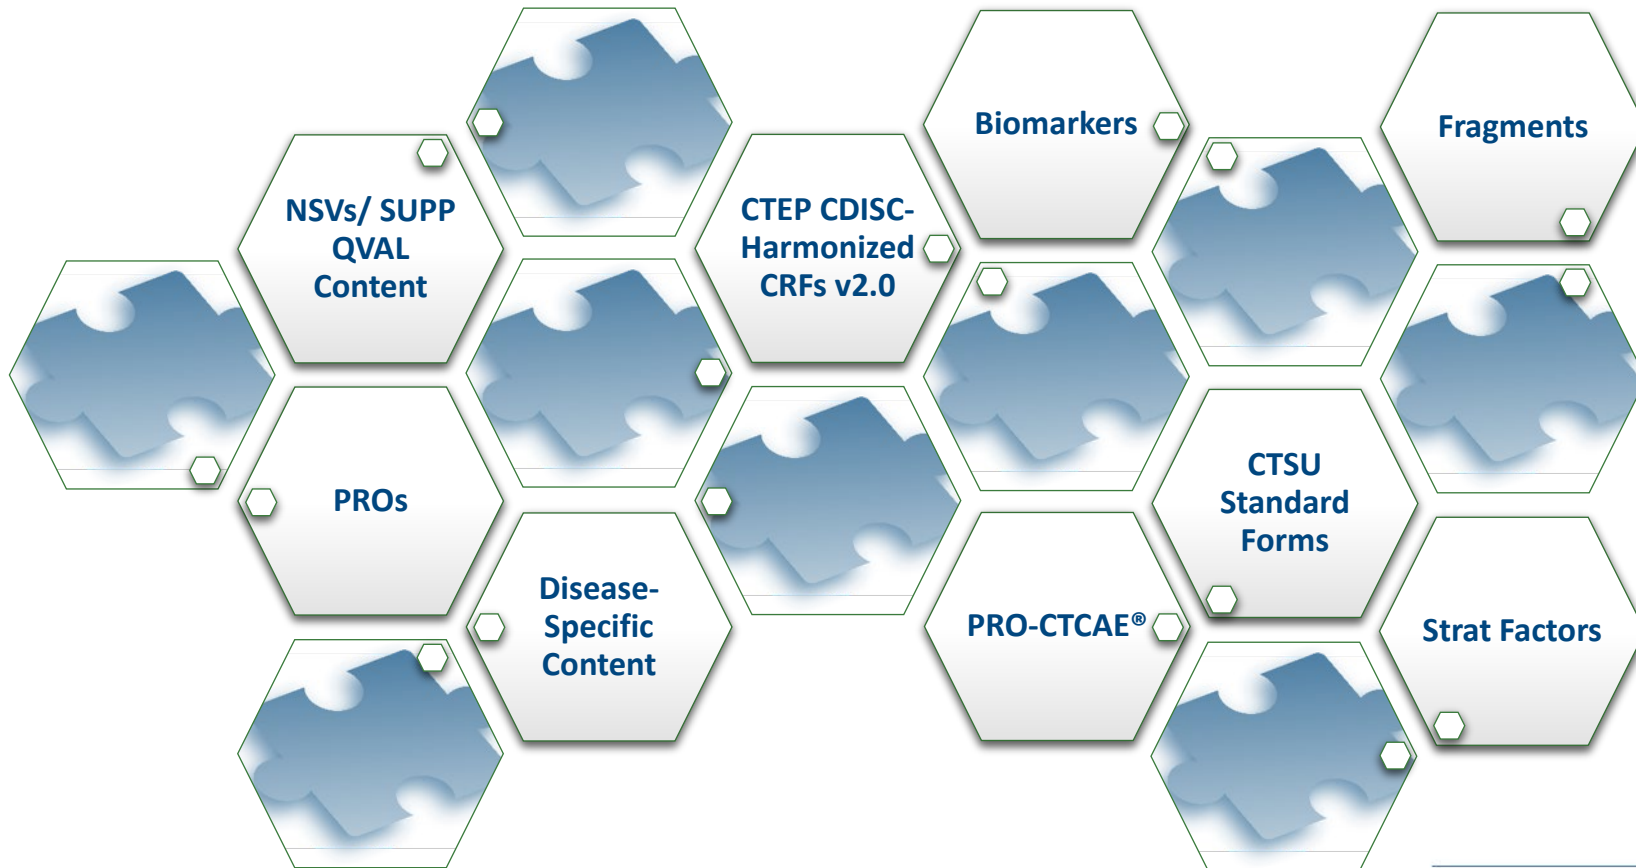 NSVs/ SUPP
QVAL
Content
CTEP CDISC-
Harmonized
CRFs v2.0
Biomarkers
Fragments
PROs
Disease-
Specific
Content
PRO-CTCAE®
CTSU
Standard
Forms
Strat Factors